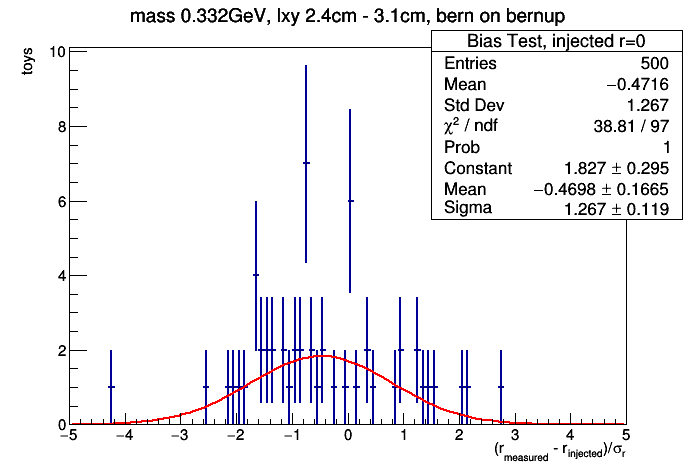 mass 0.332GeV, lxy 2.4cm - 3.1cm, bern on bernup
Bias Test, injected r=0
Entries 500
Mean −0.4716
Std Dev 1.267
χ² / ndf 38.81 / 97
Prob 1
Constant 1.827 ± 0.295
Mean −0.4698 ± 0.1665
Sigma 1.267 ± 0.119
toys
10
8
6
4
2
0
−5 −4 −3 −2 −1 0 1 2 3 4 5
(r_measured - r_injected)/σ_r